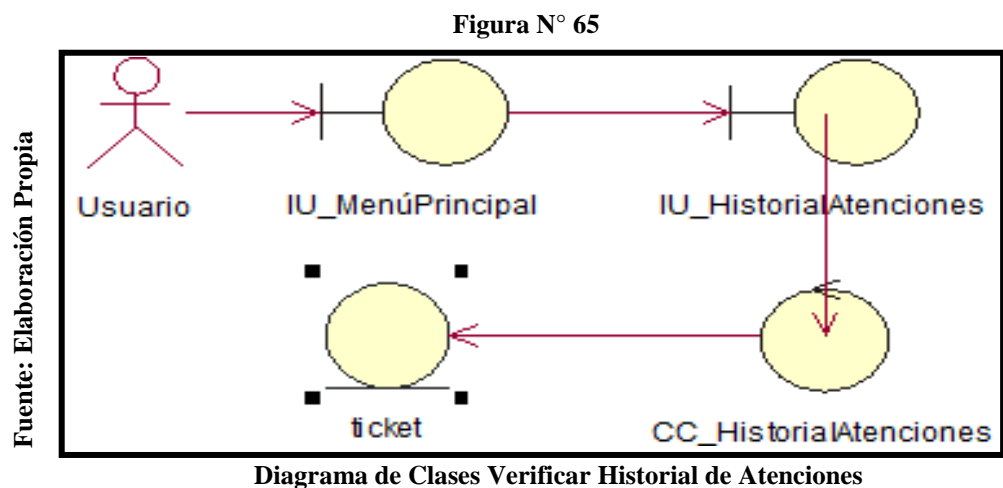 Figura N° 65
Fuente: Elaboración Propia
Usuario
IU_MenúPrincipal
IU_HistorialAtenciones
ticket
CC_HistorialAtenciones
Diagrama de Clases Verificar Historial de Atenciones